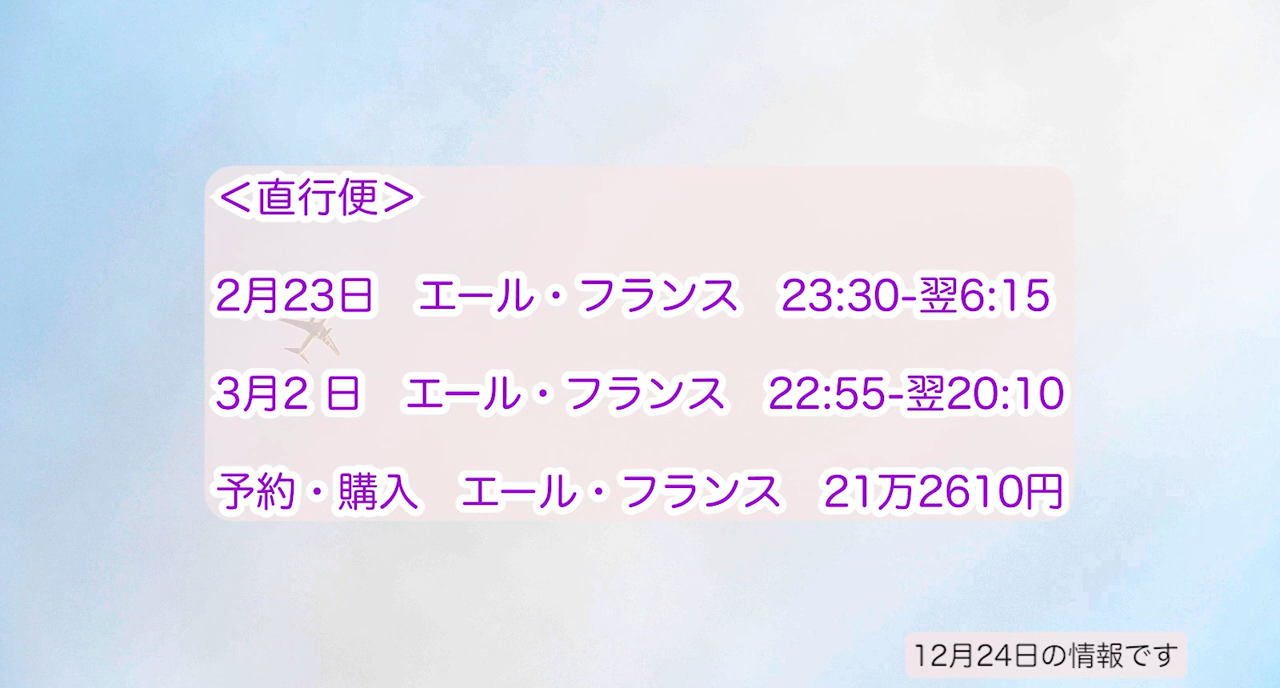 ＜直行便＞
2月23日　エール・フランス　23:30-翌6:15
3月2 日　エール・フランス　22:55-翌20:10
予約・購入　エール・フランス　21万2610円
12月24日の情報です